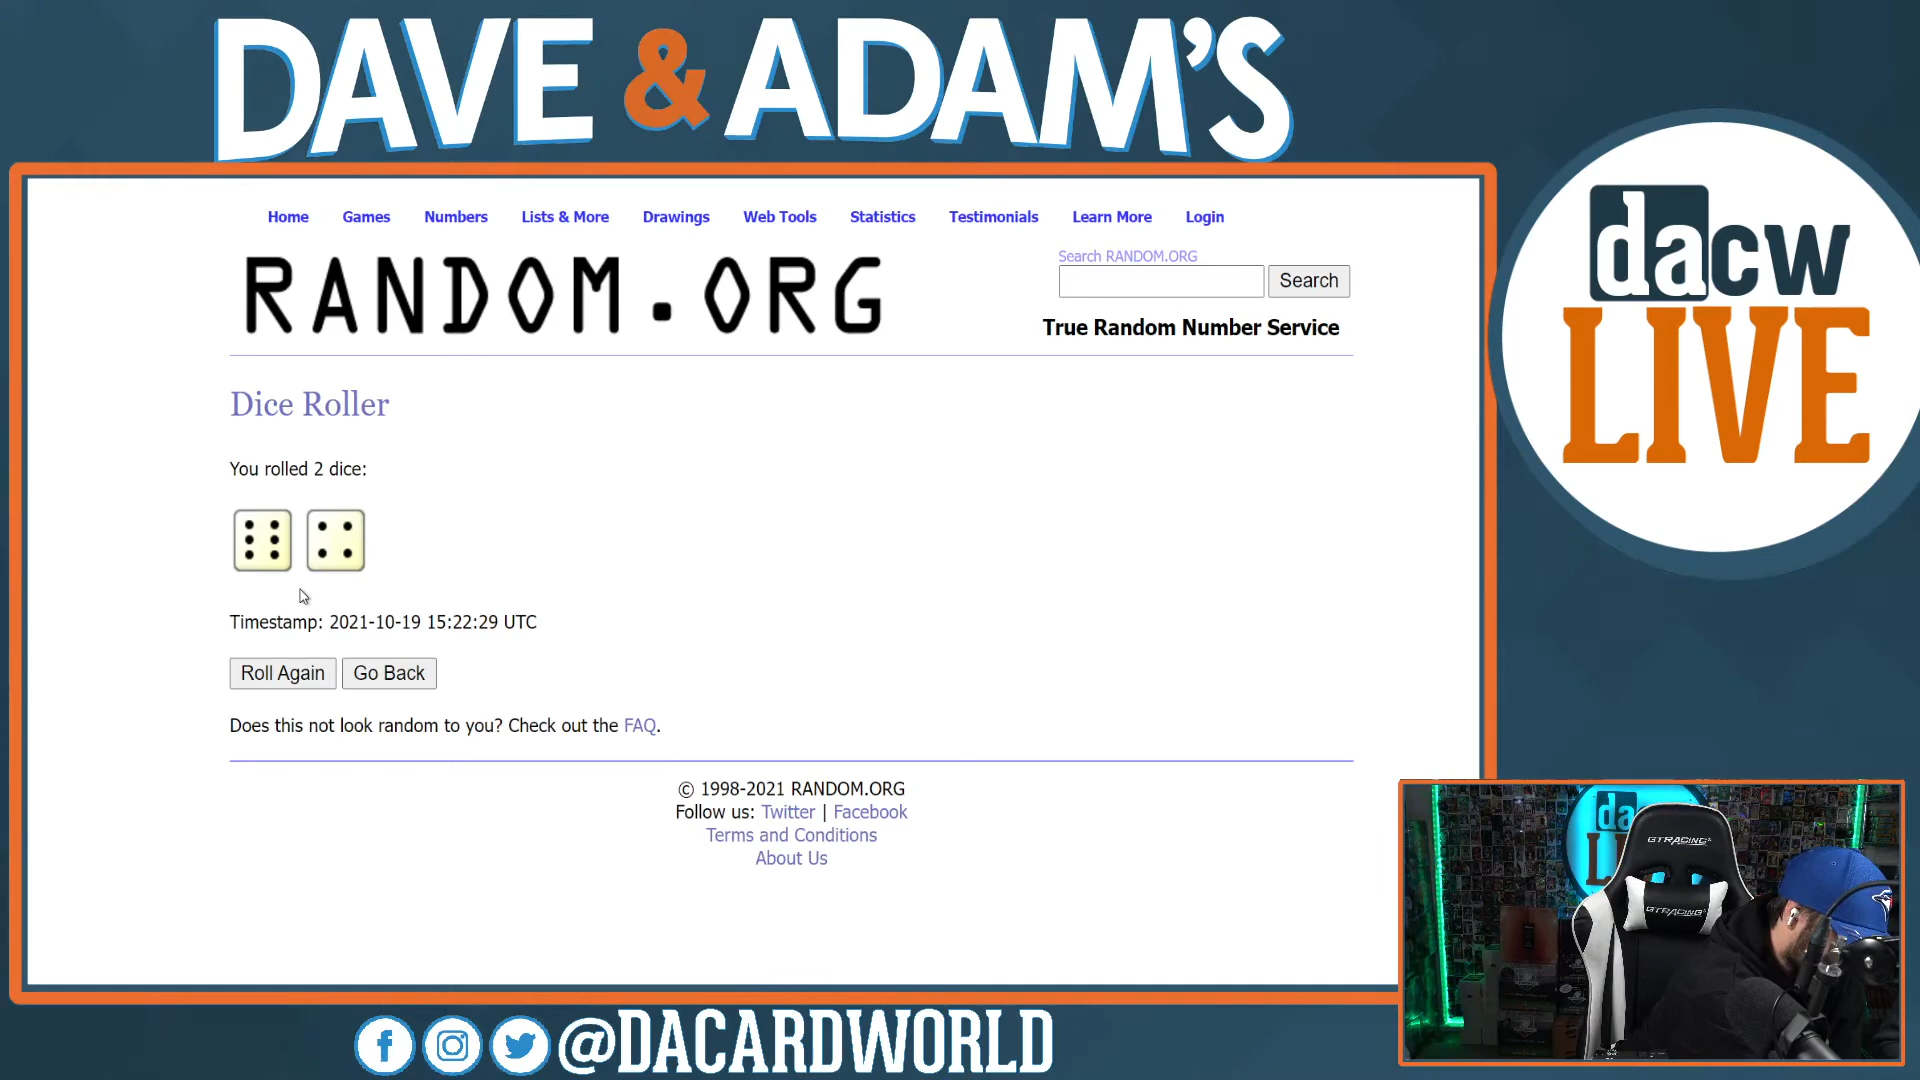 DAVE & ADAM'S
Home Games Numbers Lists & More Drawings Web Tools Statistics Testimonials Learn More Login
RANDOM.ORG
Search RANDOM.ORG
Search
True Random Number Service
dacw
LIVE
Dice Roller
You rolled 2 dice:
Timestamp: 2021-10-19 15:22:29 UTC
Roll Again Go Back
Does this not look random to you? Check out the FAQ.
© 1998-2021 RANDOM.ORG
Follow us: Twitter | Facebook
Terms and Conditions
About Us
da
GTRACING
GTRACING
@DACARDWORLD